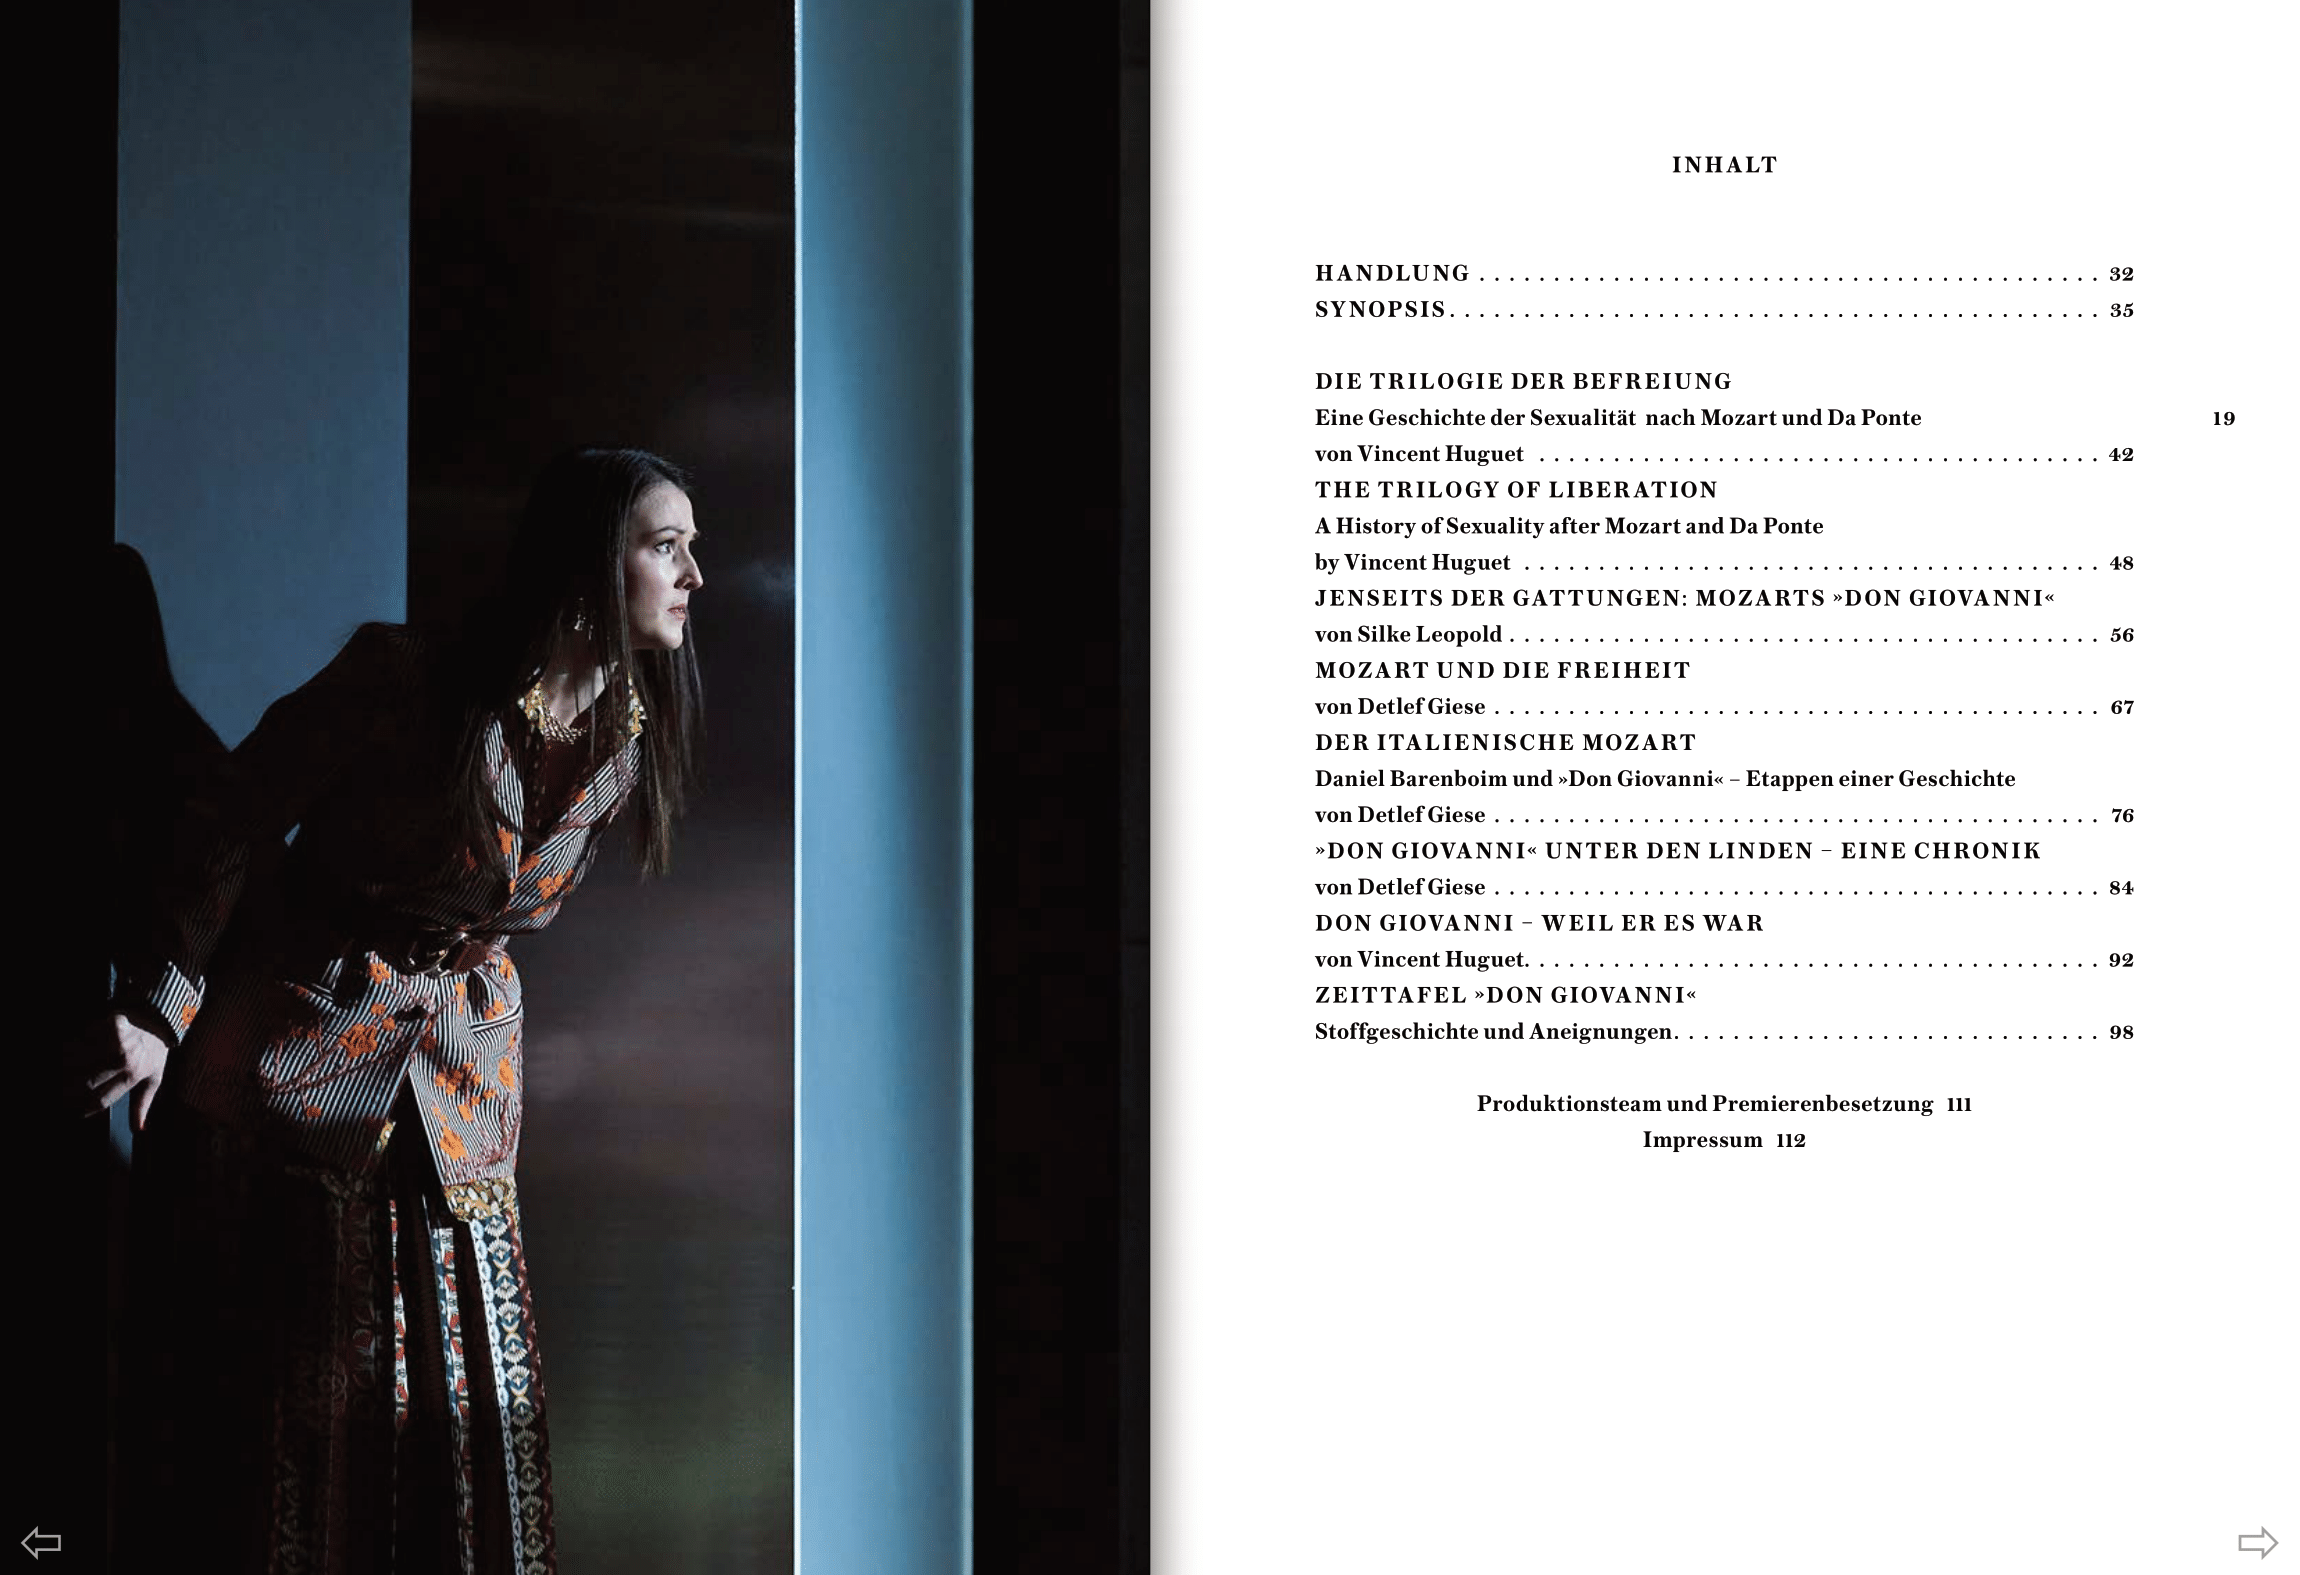 INHALT
HANDLUNG . . . . . . . . . . . . . . . . . . . . . . . . . . . . . . . . . . . . . . . . . . 32
SYNOPSIS. . . . . . . . . . . . . . . . . . . . . . . . . . . . . . . . . . . . . . . . . . . . 35
DIE TRILOGIE DER BEFREIUNG
Eine Geschichte der Sexualität nach Mozart und Da Ponte
19
von Vincent Huguet . . . . . . . . . . . . . . . . . . . . . . . . . . . . . . . . . . . . . . 42
THE TRILOGY OF LIBERATION
A History of Sexuality after Mozart and Da Ponte
by Vincent Huguet . . . . . . . . . . . . . . . . . . . . . . . . . . . . . . . . . . . . . . . 48
JENSEITS DER GATTUNGEN: MOZARTS »DON GIOVANNI«
von Silke Leopold . . . . . . . . . . . . . . . . . . . . . . . . . . . . . . . . . . . . . . . . 56
MOZART UND DIE FREIHEIT
von Detlef Giese . . . . . . . . . . . . . . . . . . . . . . . . . . . . . . . . . . . . . . . . . 67
DER ITALIENISCHE MOZART
Daniel Barenboim und »Don Giovanni« – Etappen einer Geschichte
von Detlef Giese . . . . . . . . . . . . . . . . . . . . . . . . . . . . . . . . . . . . . . . . . 76
»DON GIOVANNI« UNTER DEN LINDEN – EINE CHRONIK
von Detlef Giese . . . . . . . . . . . . . . . . . . . . . . . . . . . . . . . . . . . . . . . . . 84
DON GIOVANNI – WEIL ER ES WAR
von Vincent Huguet. . . . . . . . . . . . . . . . . . . . . . . . . . . . . . . . . . . . . . . 92
ZEITTAFEL »DON GIOVANNI«
Stoffgeschichte und Aneignungen. . . . . . . . . . . . . . . . . . . . . . . . . . . . . 98
Produktionsteam und Premierenbesetzung 111
Impressum 112